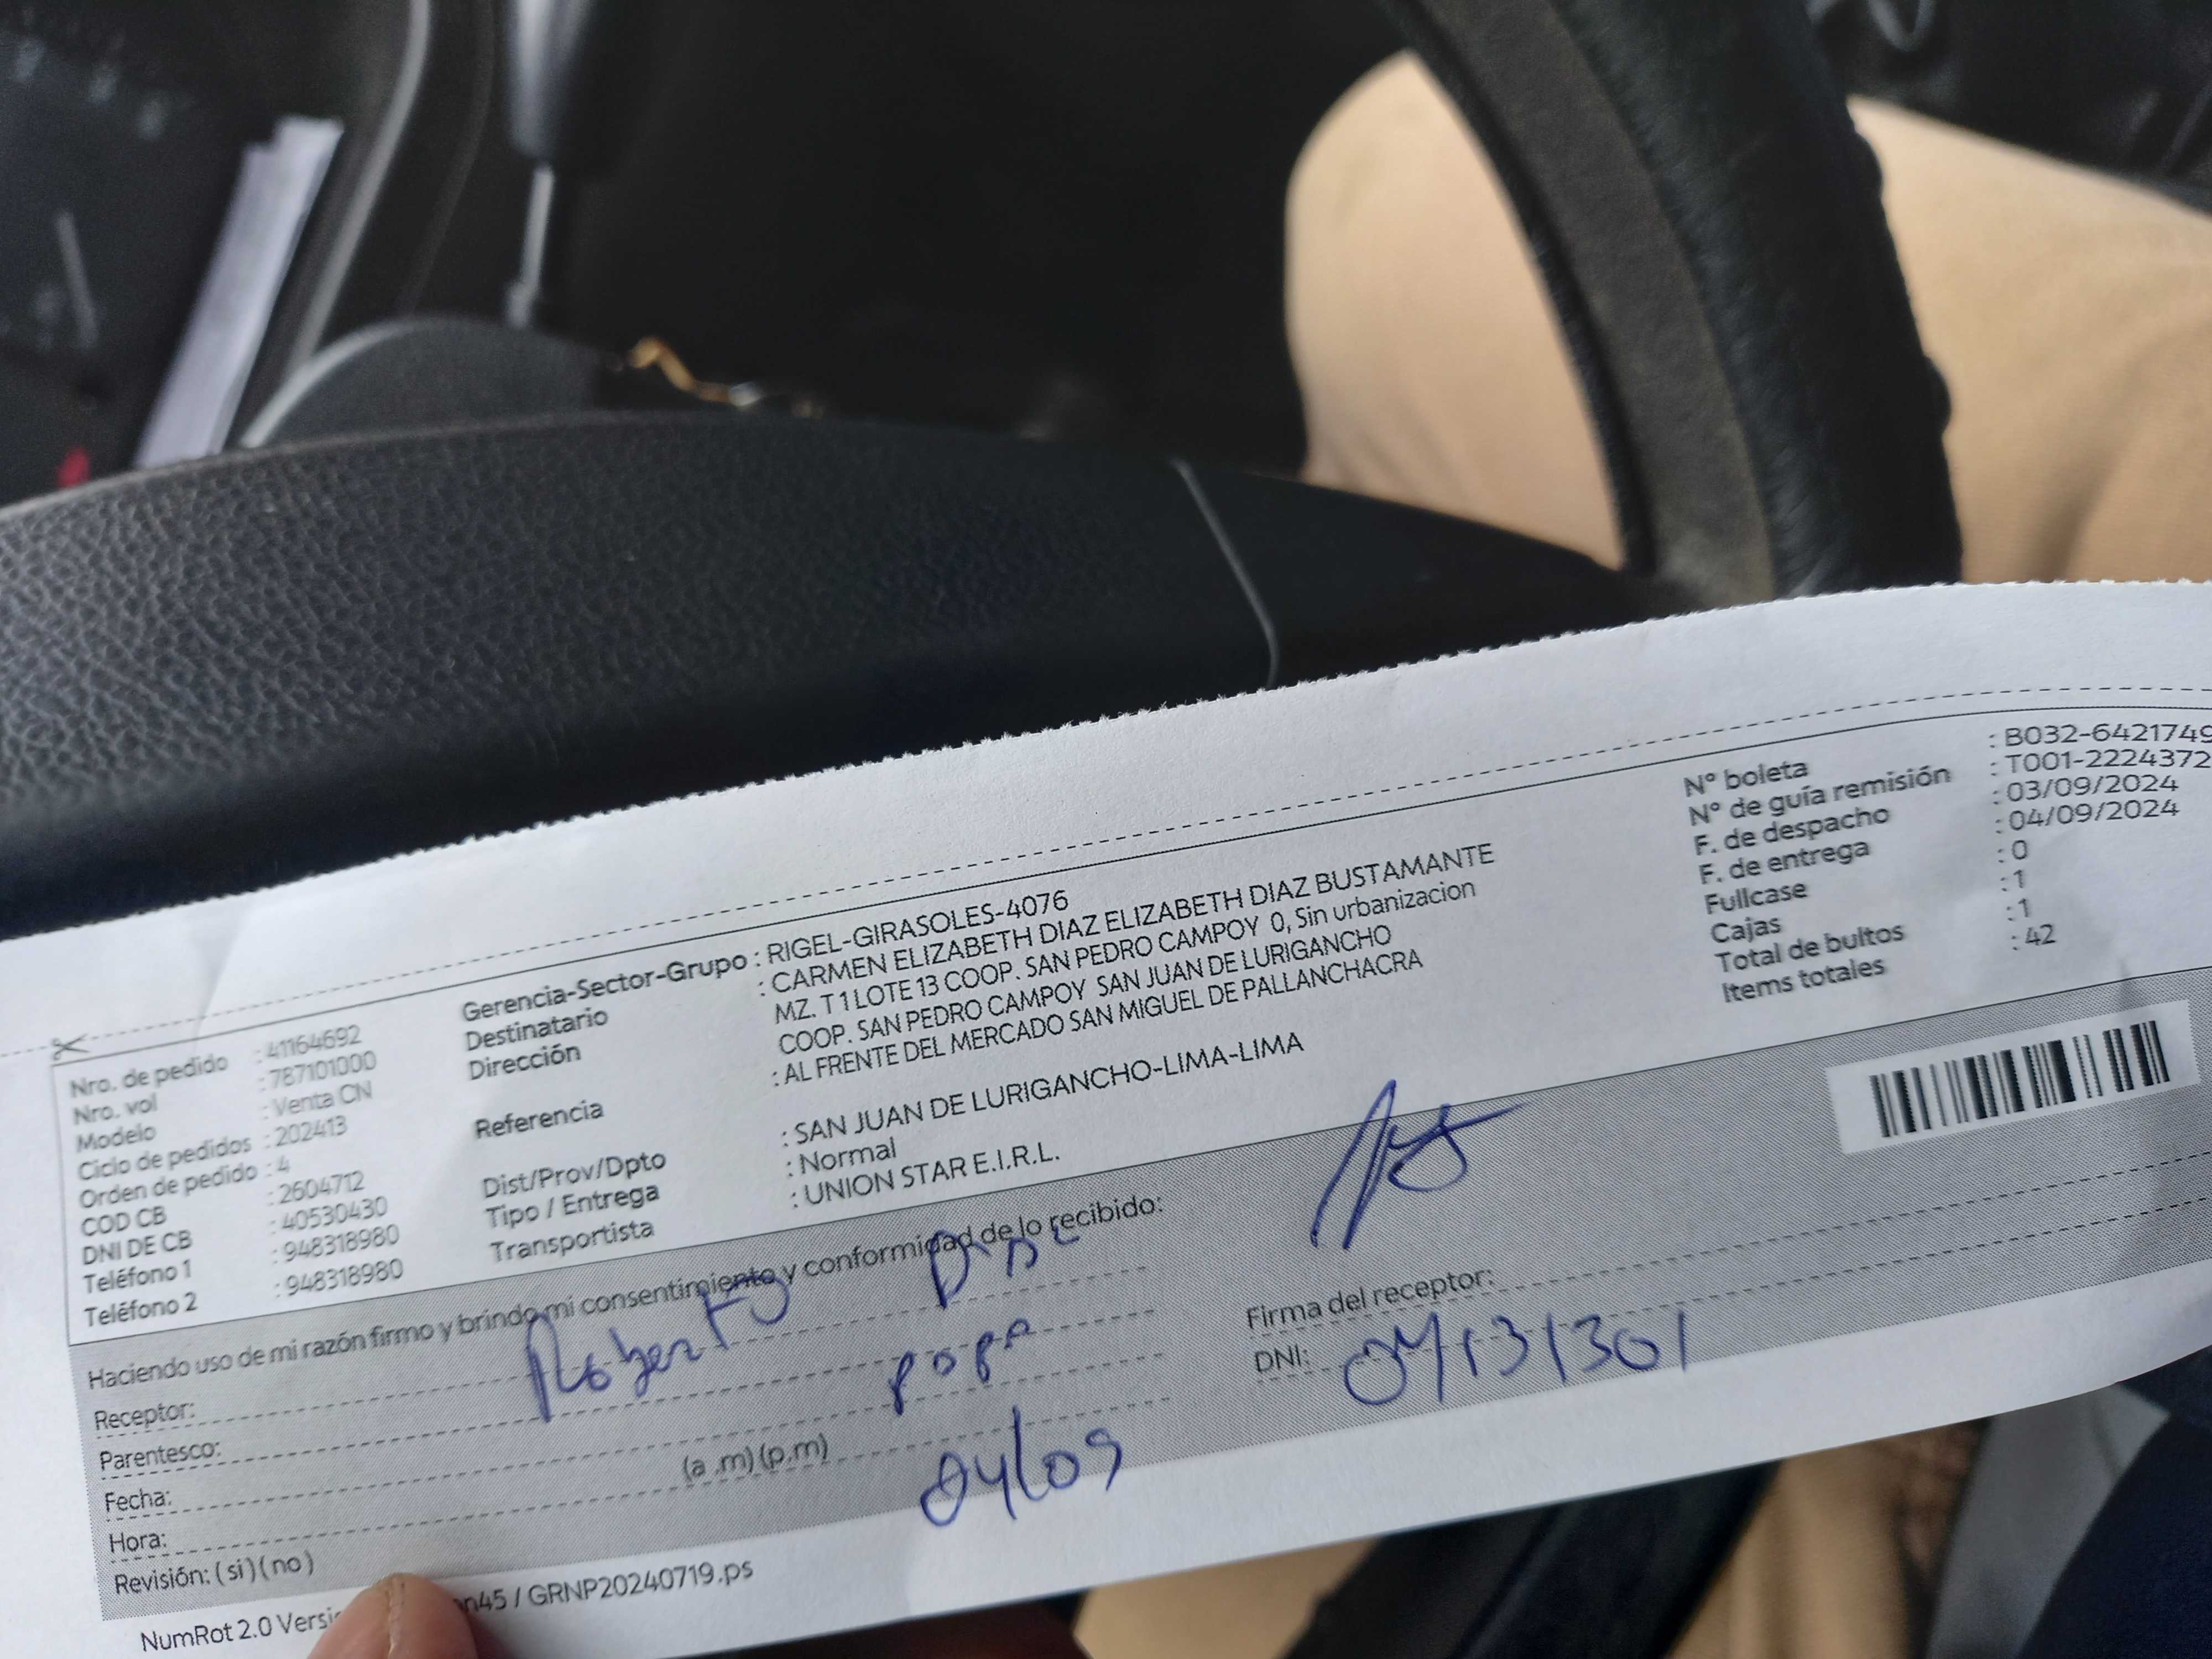 Nro. de pedido : 41164692
Nro. vol : 787101000
Modelo : Venta CN
Ciclo de pedidos : 202413
Orden de pedido : 4
COD CB : 2604712
DNI DE CB : 40530430
Teléfono 1 : 948318980
Teléfono 2 : 948318980
Gerencia-Sector-Grupo : RIGEL-GIRASOLES-4076
Destinatario : CARMEN ELIZABETH DIAZ ELIZABETH DIAZ BUSTAMANTE
Dirección MZ. T 1 LOTE 13 COOP. SAN PEDRO CAMPOY 0, Sin urbanizacion
COOP. SAN PEDRO CAMPOY SAN JUAN DE LURIGANCHO
Referencia : AL FRENTE DEL MERCADO SAN MIGUEL DE PALLANCHACRA
Dist/Prov/Dpto : SAN JUAN DE LURIGANCHO-LIMA-LIMA
Tipo / Entrega : Normal
Transportista : UNION STAR E.I.R.L.
N° boleta : B032-6421749
N° de guía remisión : T001-2224372
F. de despacho : 03/09/2024
F. de entrega : 04/09/2024
Fullcase : 0
Cajas : 1
Total de bultos : 1
Items totales : 42
Haciendo uso de mi razón firmo y brindo mi consentimiento y conformidad de lo recibido:
Receptor: Roberto
Parentesco: papa
Fecha: 04/09
Hora: (a .m) (p.m)
Revisión: ( si ) ( no )
Firma del receptor:
DNI: 04131301
NumRot 2.0 Versi n45 / GRNP20240719.ps